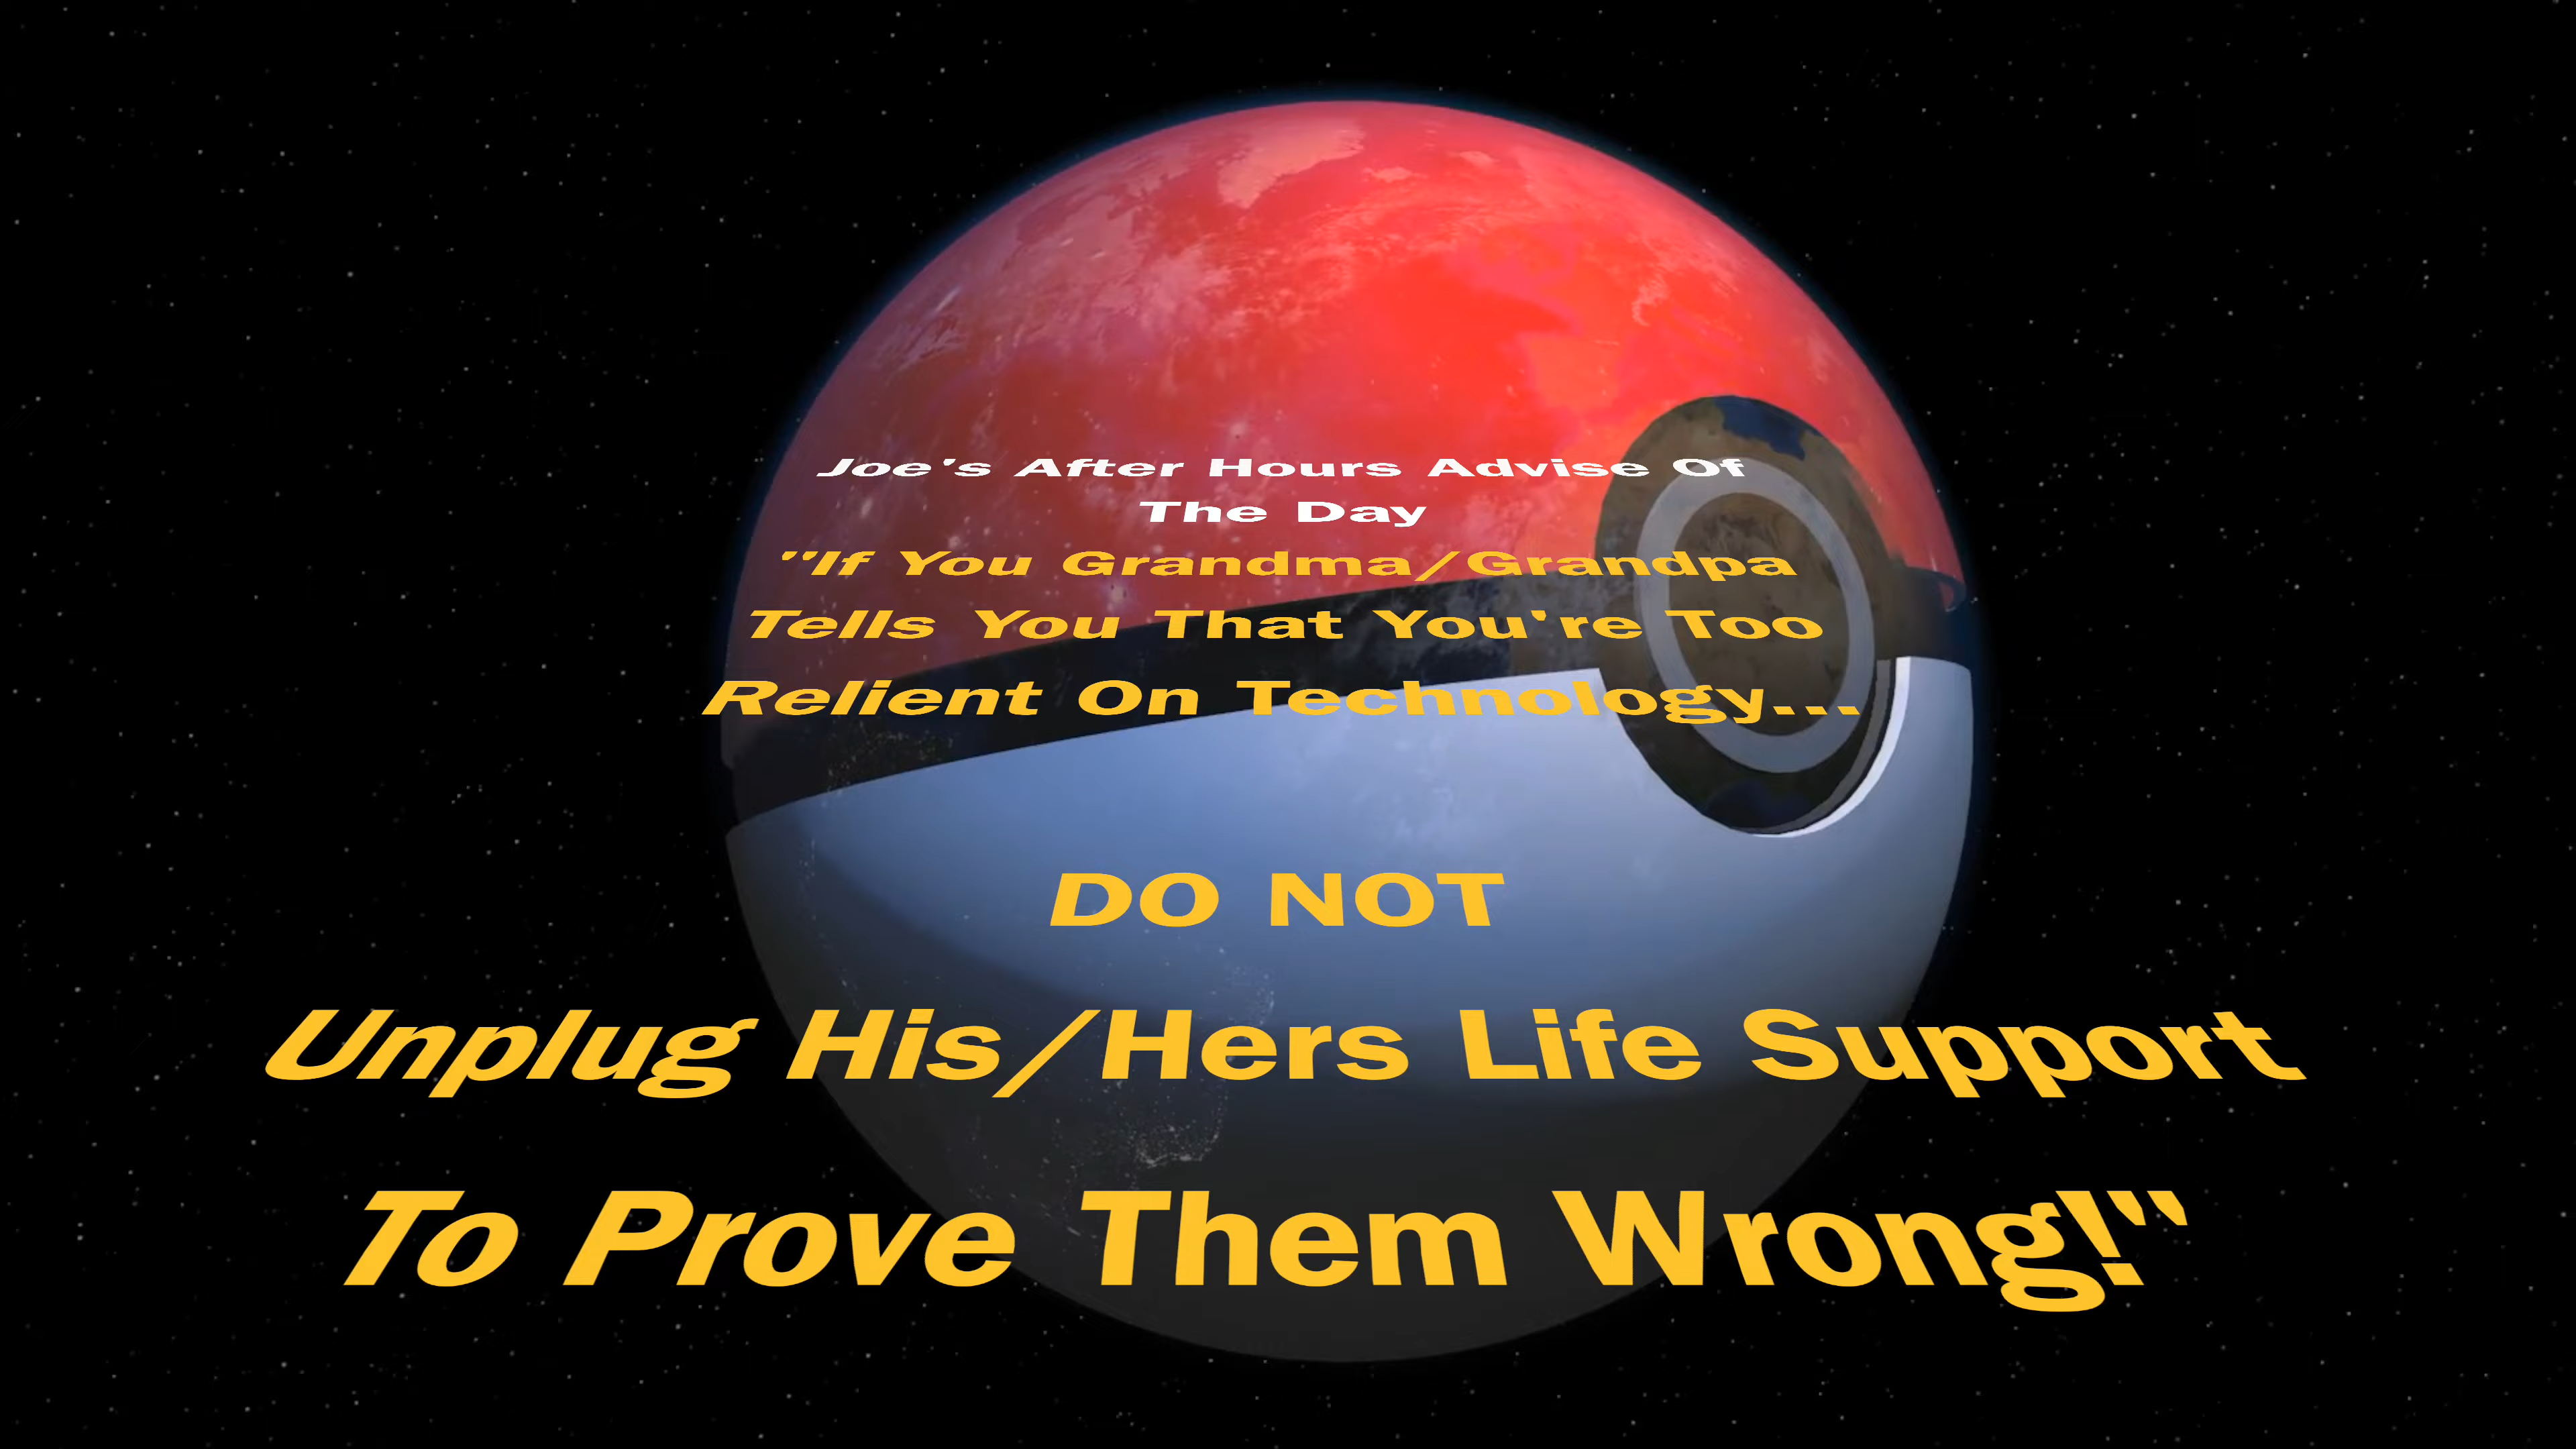 Joe's After Hours Advise Of
The Day
"If You Grandma/Grandpa
Tells You That You're Too
Relient On Technology...
DO NOT
Unplug His/Hers Life Support
To Prove Them Wrong!"